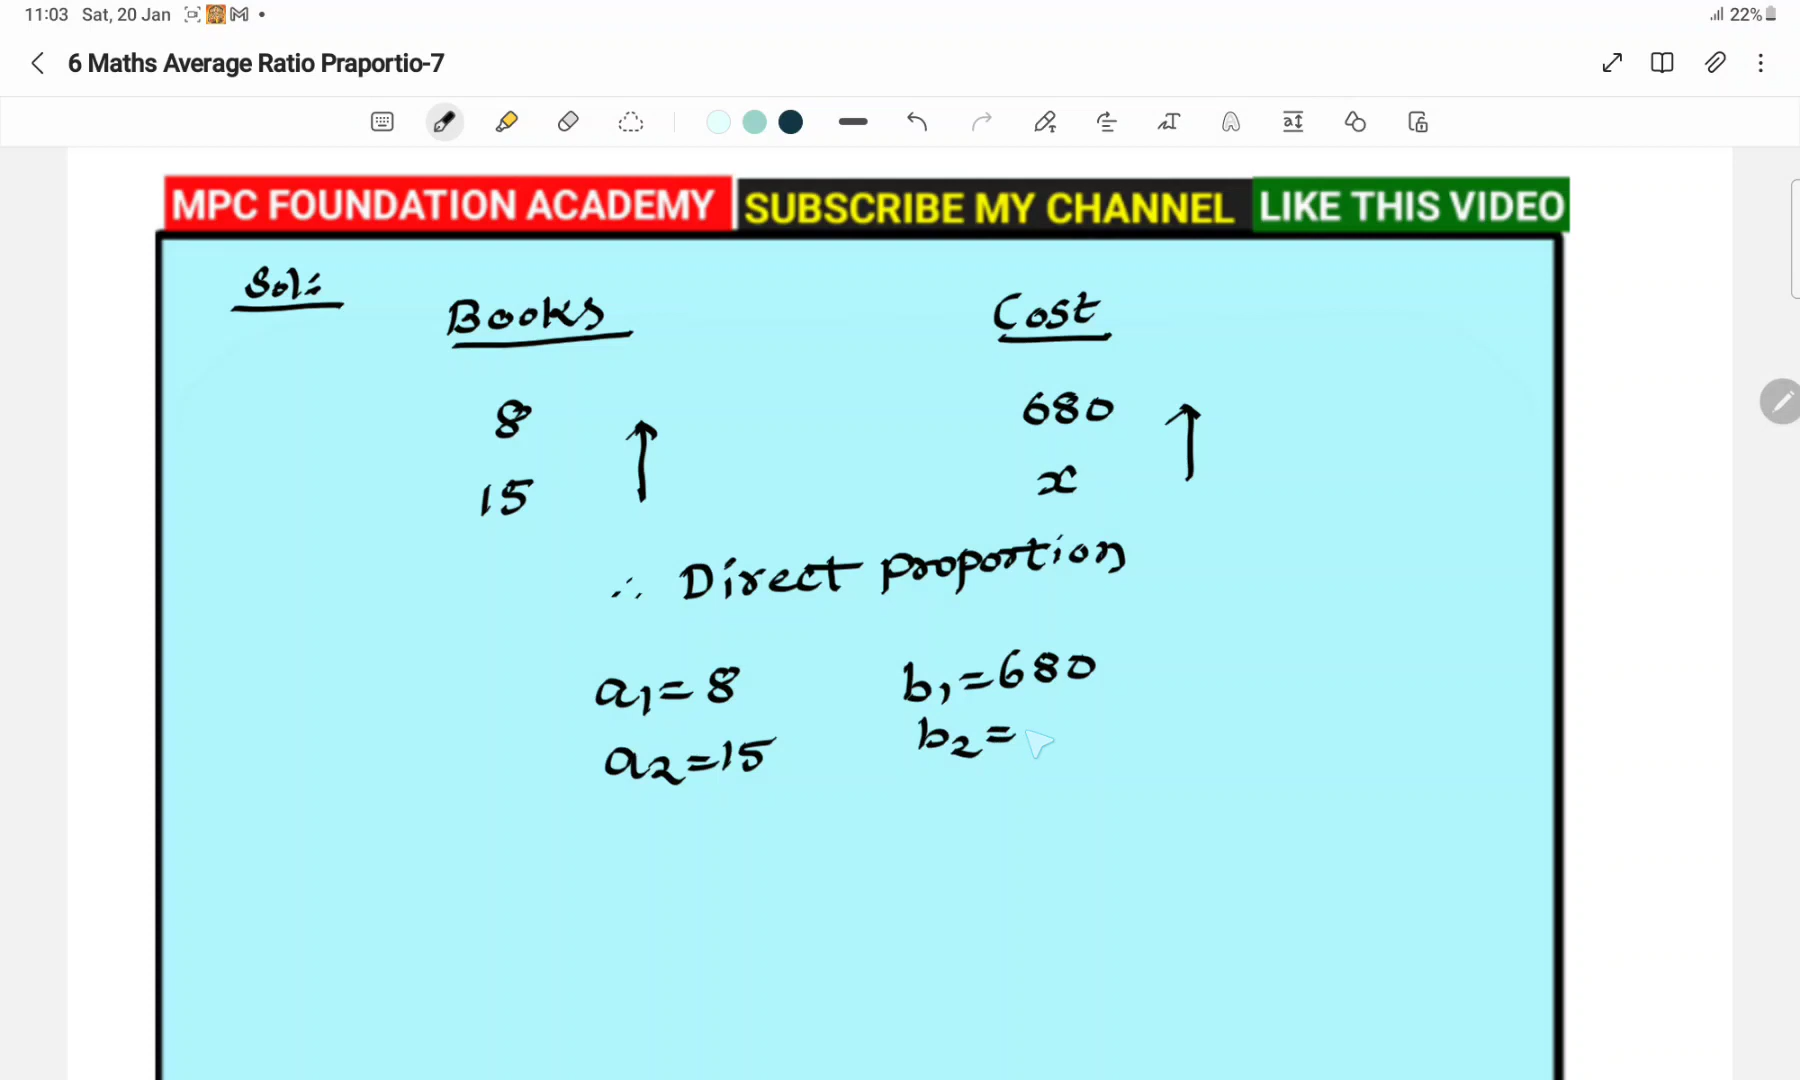 11:03 Sat, 20 Jan 22%
6 Maths Average Ratio Praportio-7
MPC FOUNDATION ACADEMY SUBSCRIBE MY CHANNEL LIKE THIS VIDEO
Sol:
Books Cost
8 ↑ 680 ↑
15 x
∴ Direct proportion
a₁=8 b₁=680
a₂=15 b₂=